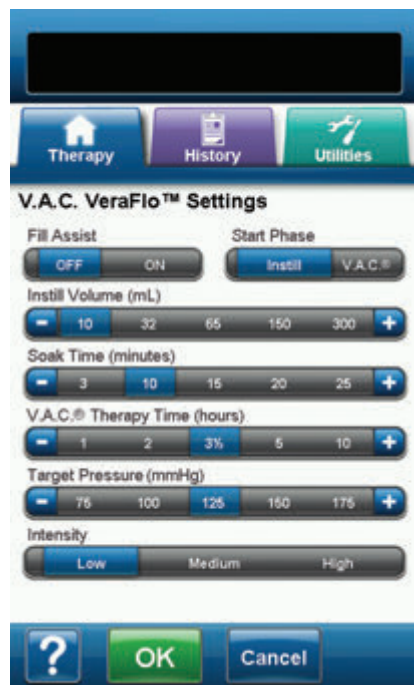 Therapy History Utilities
V.A.C. VeraFlo™ Settings
Fill Assist Start Phase
OFF ON Instill V.A.C.®
Instill Volume (mL)
- 10 32 65 150 300 +
Soak Time (minutes)
- 3 10 15 20 25 +
V.A.C.® Therapy Time (hours)
- 1 2 3½ 5 10 +
Target Pressure (mmHg)
- 75 100 125 150 175 +
Intensity
Low Medium High
? OK Cancel